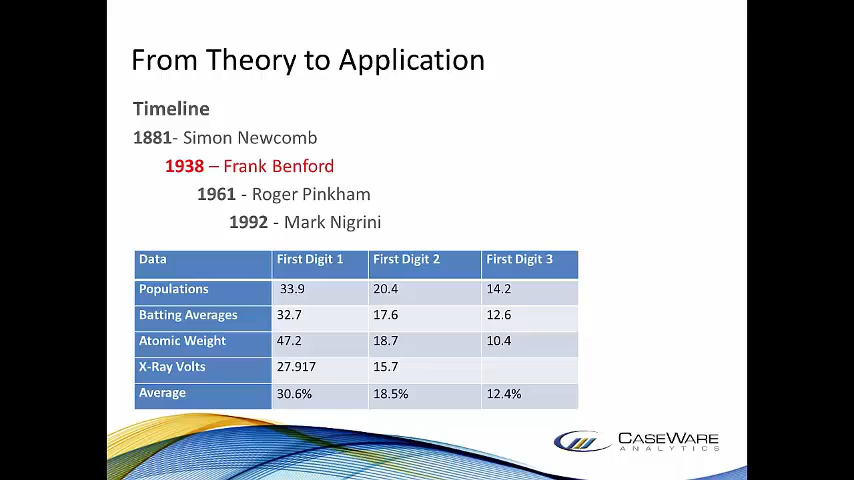 From Theory to Application
Timeline
1881- Simon Newcomb
1938 – Frank Benford
1961 - Roger Pinkham
1992 - Mark Nigrini
Data First Digit 1 First Digit 2 First Digit 3
Populations 33.9 20.4 14.2
Batting Averages 32.7 17.6 12.6
Atomic Weight 47.2 18.7 10.4
X-Ray Volts 27.917 15.7
Average 30.6% 18.5% 12.4%
CASEWARE
ANALYTICS